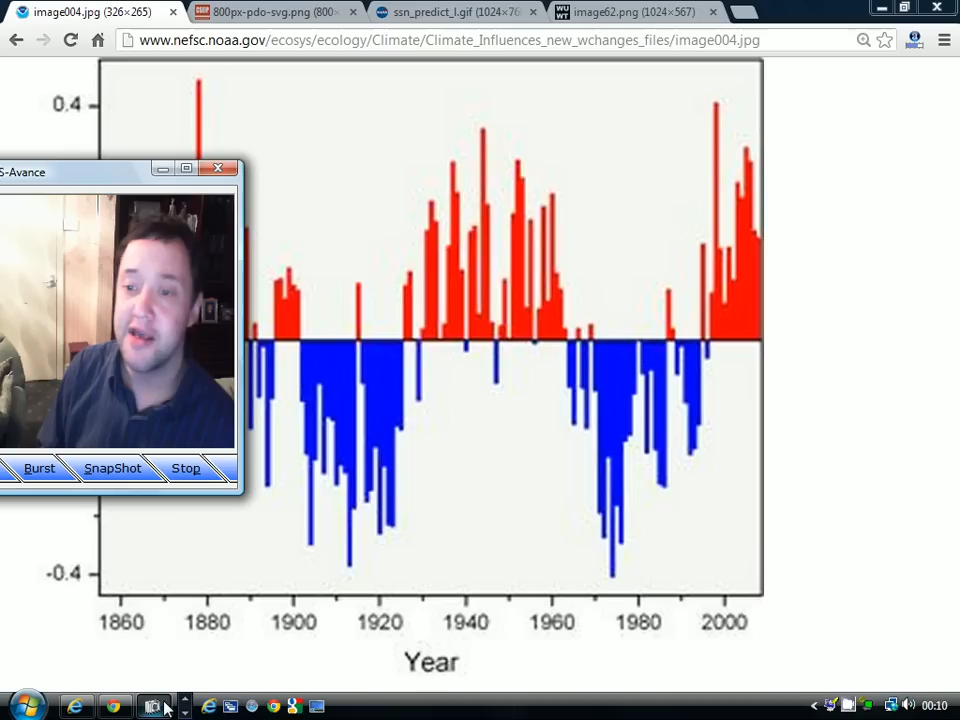 image004.jpg (326×265)
800px-pdo-svg.png (800×
ssn_predict_l.gif (1024×76
image62.png (1024×567)
www.nefsc.noaa.gov/ecosys/ecology/Climate/Climate_Influences_new_wchanges_files/image004.jpg
0.4
S-Avance
Burst SnapShot Stop
-0.4
1860 1880 1900 1920 1940 1960 1980 2000
Year
00:10